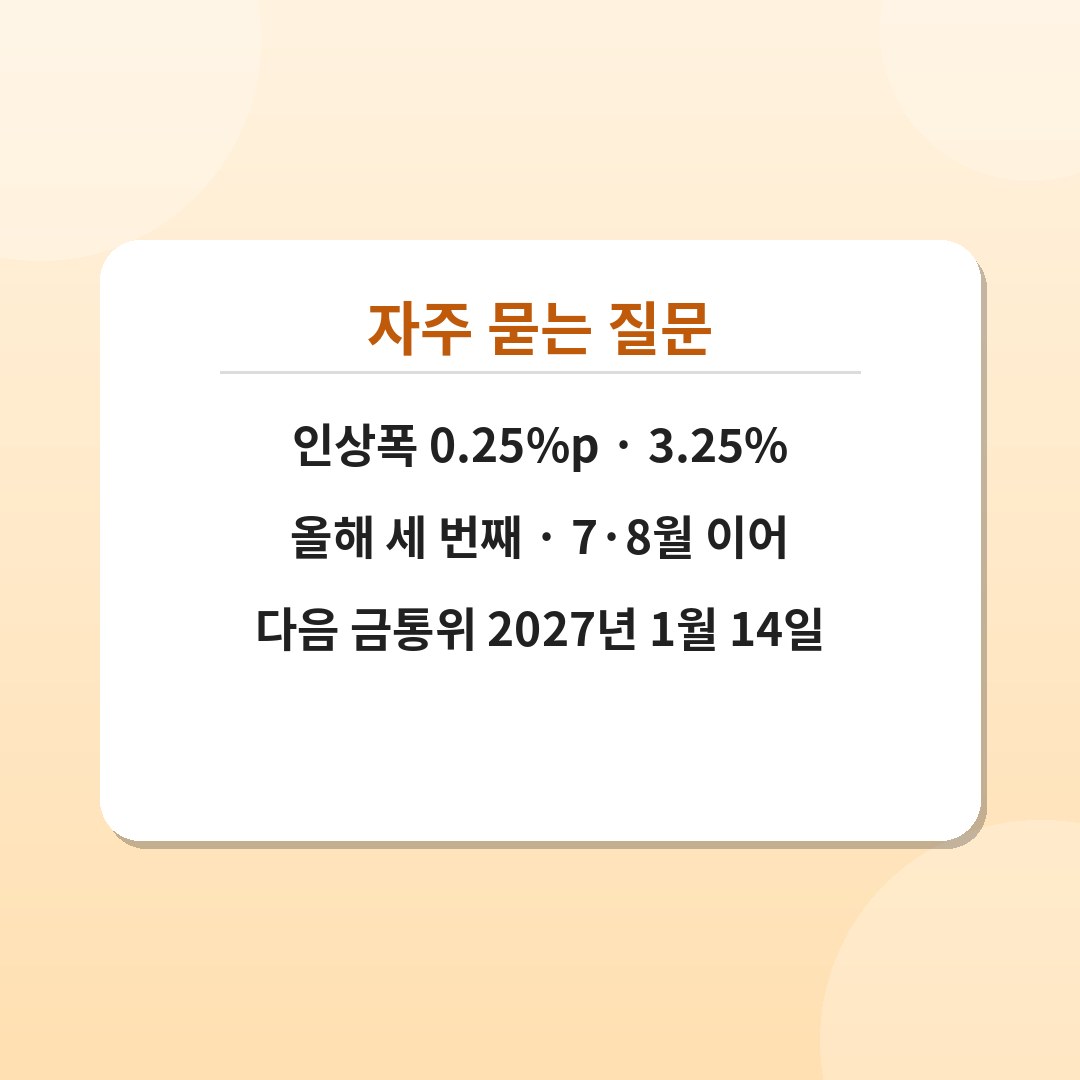 자주 묻는 질문
인상폭 0.25%p · 3.25%
올해 세 번째 · 7·8월 이어
다음 금통위 2027년 1월 14일